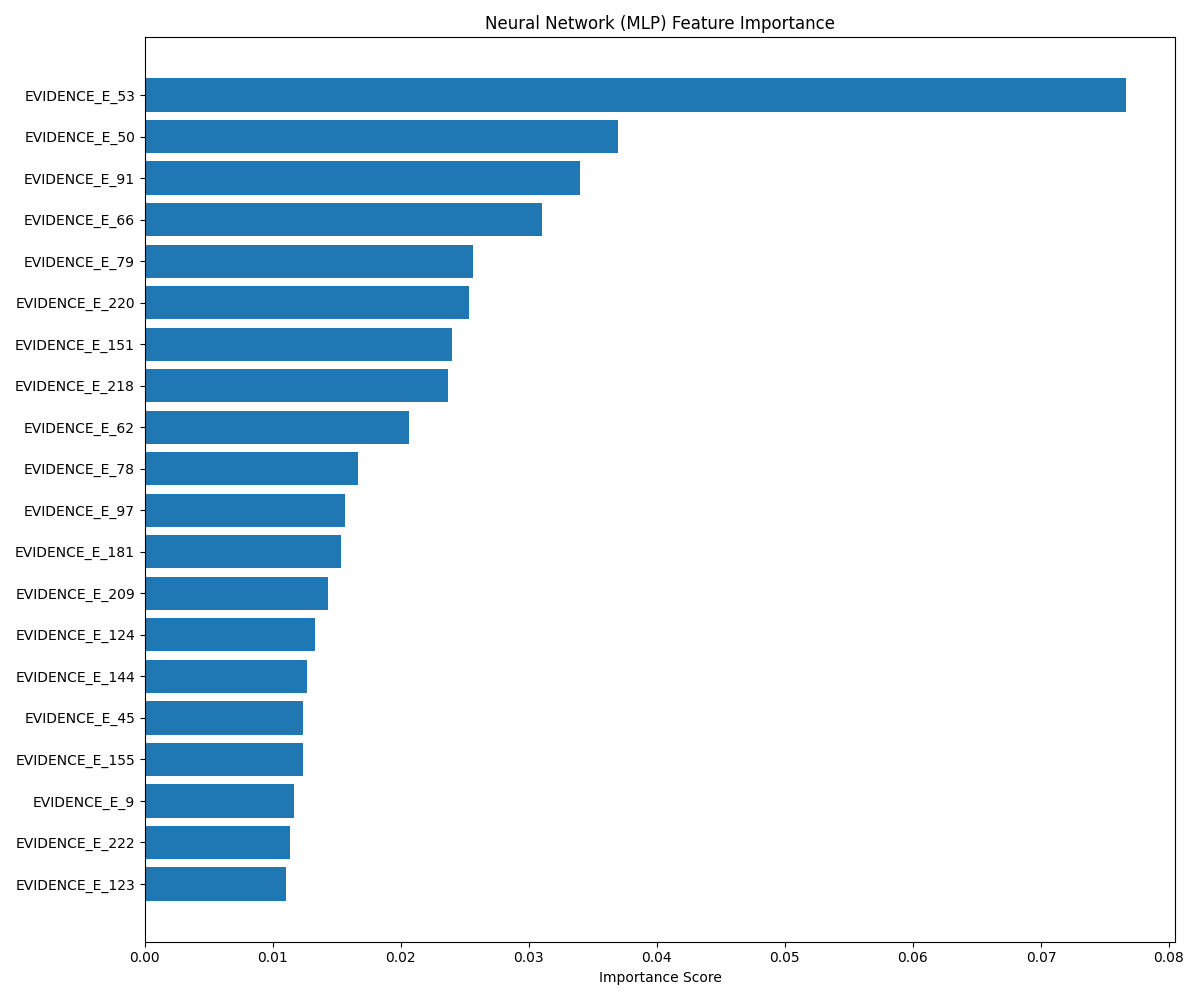 Neural Network (MLP) Feature Importance
EVIDENCE_E_53
EVIDENCE_E_50
EVIDENCE_E_91
EVIDENCE_E_66
EVIDENCE_E_79
EVIDENCE_E_220
EVIDENCE_E_151
EVIDENCE_E_218
EVIDENCE_E_62
EVIDENCE_E_78
EVIDENCE_E_97
EVIDENCE_E_181
EVIDENCE_E_209
EVIDENCE_E_124
EVIDENCE_E_144
EVIDENCE_E_45
EVIDENCE_E_155
EVIDENCE_E_9
EVIDENCE_E_222
EVIDENCE_E_123
0.00 0.01 0.02 0.03 0.04 0.05 0.06 0.07 0.08
Importance Score